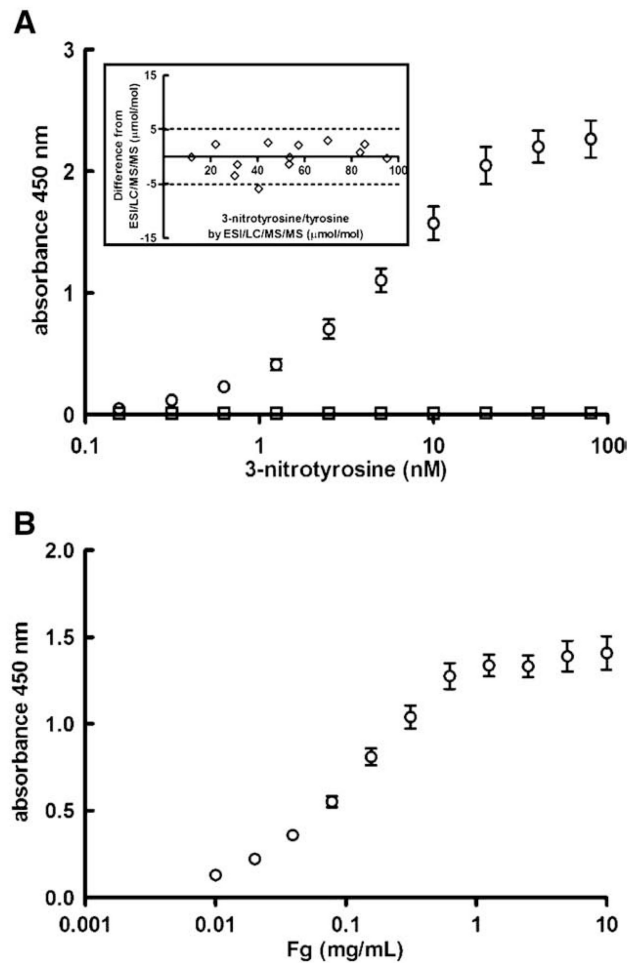 A
3
2
1
0
absorbance 450 nm
15
5
-5
-15
Difference from
ESI/LC/MS/MS (μmol/mol)
20 40 60 80 100
3-nitrotyrosine/tyrosine
by ESI/LC/MS/MS (μmol/mol)
0.1 1 10 100
3-nitrotyrosine (nM)
B
2.0
1.5
1.0
0.5
0.0
absorbance 450 nm
0.001 0.01 0.1 1 10
Fg (mg/mL)